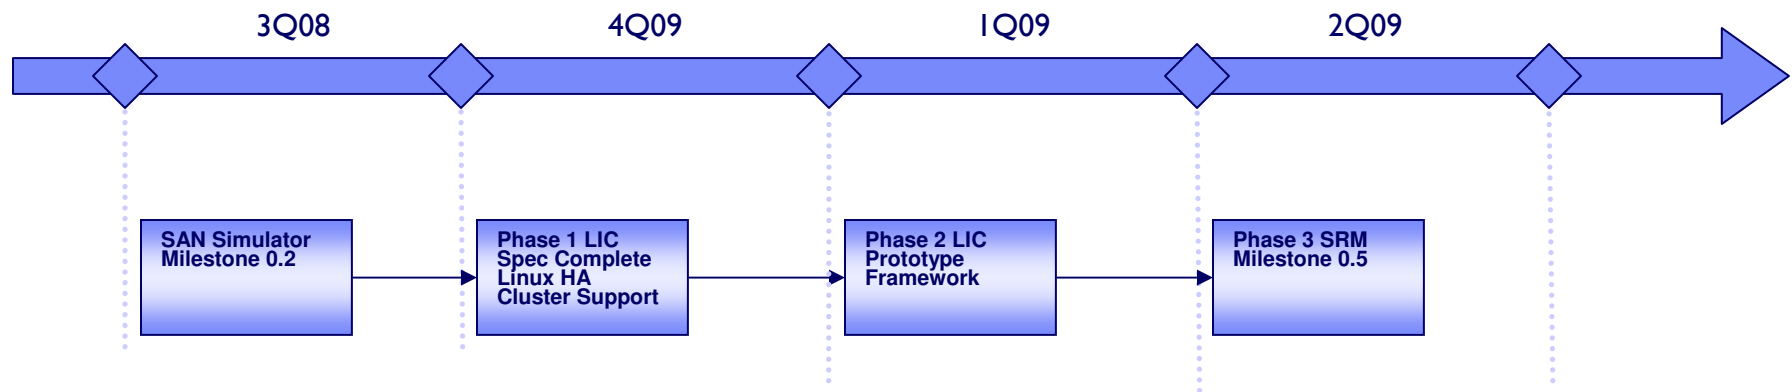 3Q08
4Q09
1Q09
2Q09
SAN Simulator
Milestone 0.2
Phase 1 LIC
Spec Complete
Linux HA
Cluster Support
Phase 2 LIC
Prototype
Framework
Phase 3 SRM
Milestone 0.5